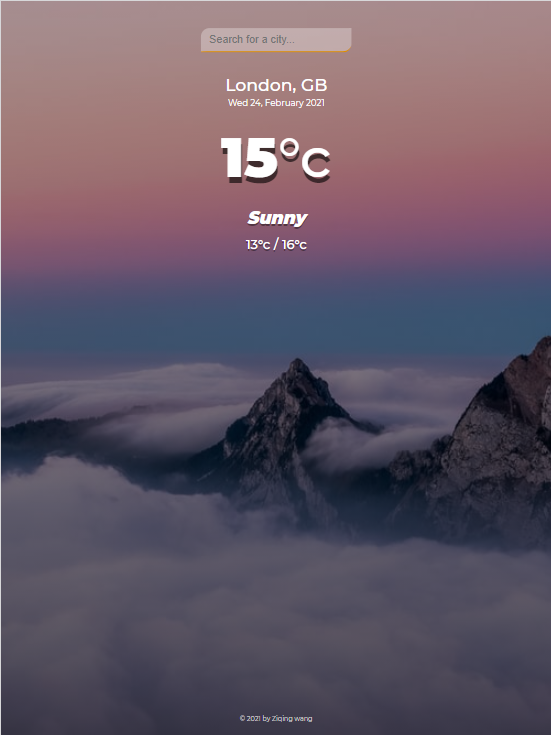 Search for a city...
London, GB
Wed 24, February 2021
15°c
Sunny
13°c / 16°c
© 2021 by Ziqing wang